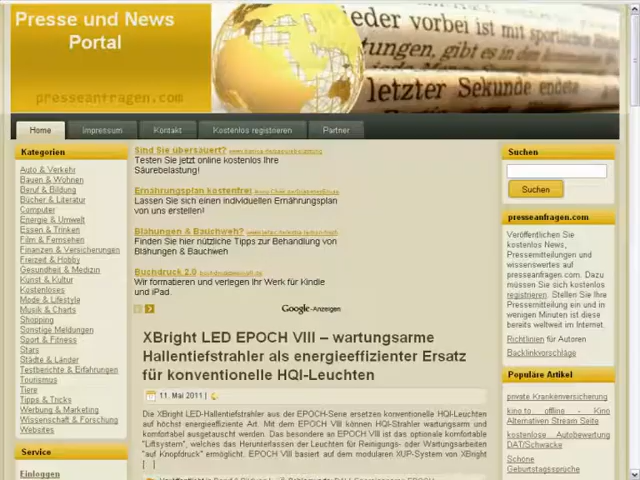 Presse und News
Portal
presseanfragen.com
ieder vorbei ist mit sportlichen
tungen, gibt es in den
letzter Sekunde
Home
Impressum
Kontakt
Kostenlos registrieren
Partner
Kategorien
Auto & Verkehr
Bauen & Wohnen
Beruf & Bildung
Bücher & Literatur
Computer
Energie & Umwelt
Essen & Trinken
Film & Fernsehen
Finanzen & Versicherungen
Freizeit & Hobby
Gesundheit & Medizin
Kunst & Kultur
Kostenloses
Mode & Lifestyle
Musik & Charts
Shopping
Sonstige Meldungen
Sport & Fitness
Stars
Städte & Länder
Testberichte & Erfahrungen
Tourismus
Tiere
Tipps & Tricks
Werbung & Marketing
Wissenschaft & Forschung
Websites
Service
Einloggen
Sind Sie übersäuert?
Testen Sie jetzt online kostenlos Ihre
Säurebelastung!
Ernährungsplan kostenfrei
Lassen Sie sich einen individuellen Ernährungsplan
von uns erstellen!
Blähungen & Bauchweh?
Finden Sie hier nützliche Tipps zur Behandlung von
Blähungen & Bauchweh
Buchdruck 2.0
Wir formatieren und verlegen Ihr Werk für Kindle
und iPad.
Google-Anzeigen
XBright LED EPOCH VIII – wartungsarme
Hallentiefstrahler als energieeffizienter Ersatz
für konventionelle HQI-Leuchten
11. Mai 2011 |
Die XBright LED-Hallentiefstrahler aus der EPOCH-Serie ersetzen konventionelle HQI-Leuchten
auf höchst energieeffiziente Art. Mit dem EPOCH VIII können HQI-Strahler wartungsarm und
komfortabel ausgetauscht werden. Das besondere an EPOCH VIII ist das optionale komfortable
"Liftsystem", welches das Herunterlassen der Leuchten für Reinigungs- oder Wartungsarbeiten
"auf Knopfdruck" ermöglicht. EPOCH VIII basiert auf dem modularen XUP-System von XBright
[...]
Suchen
Suchen
presseanfragen.com
Veröffentlichen Sie
kostenlos News,
Pressemitteilungen und
wissenswertes auf
presseanfragen.com. Dazu
müssen Sie sich kostenlos
registrieren. Stellen Sie Ihre
Pressemitteilung ein und in
wenigen Minuten ist diese
bereits weltweit im Internet.
Richtlinien für Autoren
Backlinkvorschläge
Populäre Artikel
private Krankenversicherung
kino.to offline - Kino
Alternativen Stream Seite
kostenlose Autobewertung
DAT/Schwacke
Schöne
Geburtstagssprüche